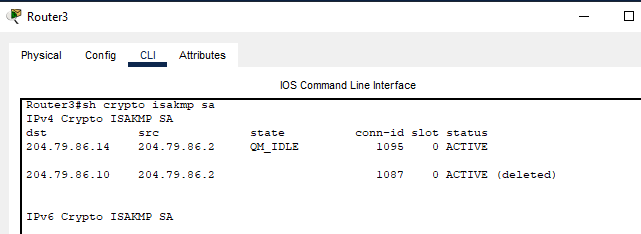 Router3
Physical Config CLI Attributes
IOS Command Line Interface
Router3#sh crypto isakmp sa
IPv4 Crypto ISAKMP SA
dst src state conn-id slot status
204.79.86.14 204.79.86.2 QM_IDLE 1095 0 ACTIVE
204.79.86.10 204.79.86.2 1087 0 ACTIVE (deleted)
IPv6 Crypto ISAKMP SA